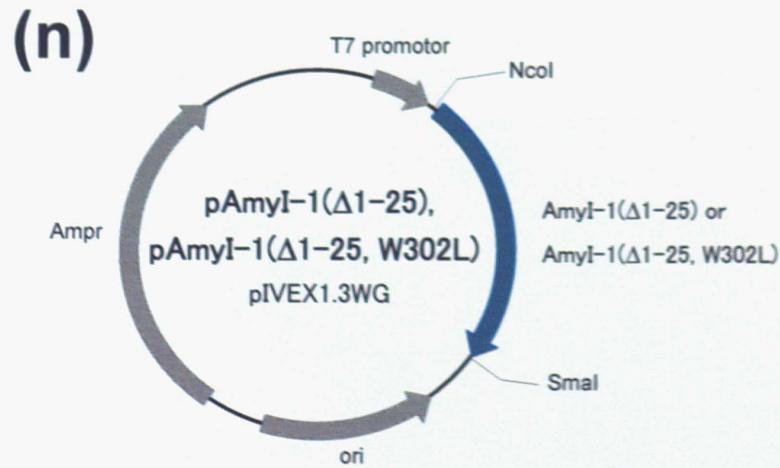 (n)
T7 promotor
NcoI
pAmyI-1(Δ1-25),
pAmyI-1(Δ1-25, W302L)
pIVEX1.3WG
Ampr
AmyI-1(Δ1-25) or
AmyI-1(Δ1-25, W302L)
SmaI
ori